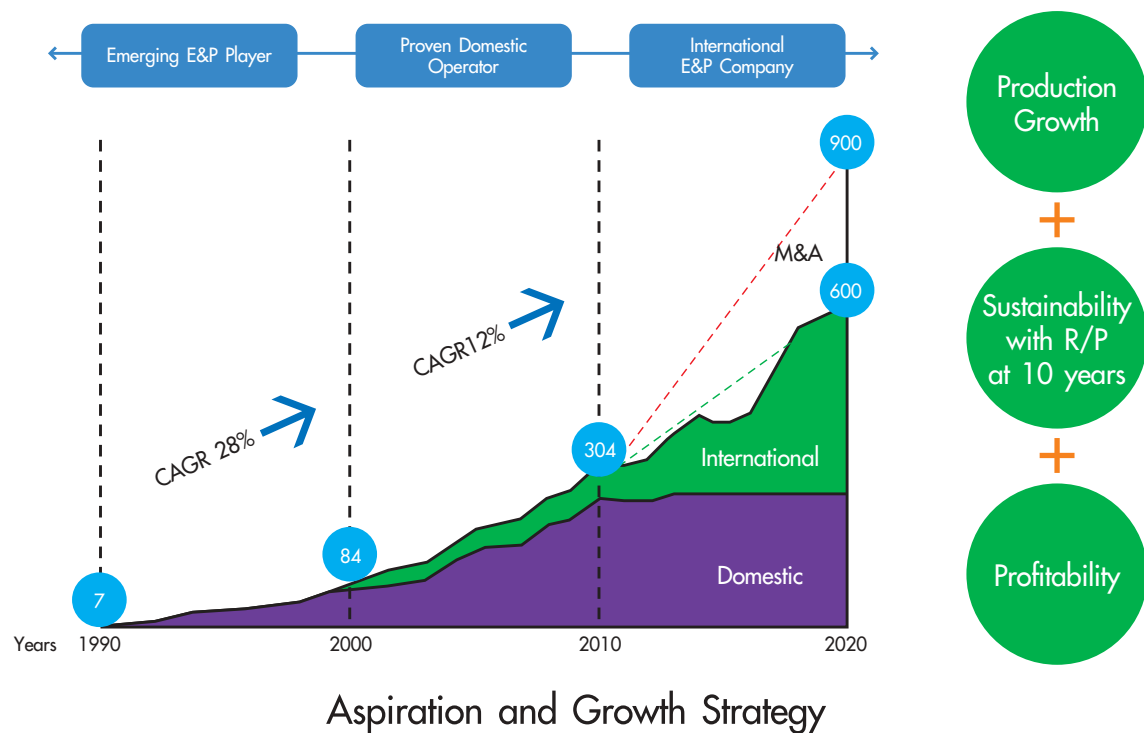 Emerging E&P Player
Proven Domestic
Operator
International
E&P Company
Production
Growth
+
Sustainability
with R/P
at 10 years
+
Profitability
900
M&A
600
CAGR12%
304
CAGR 28%
International
84
Domestic
7
Years 1990 2000 2010 2020
Aspiration and Growth Strategy